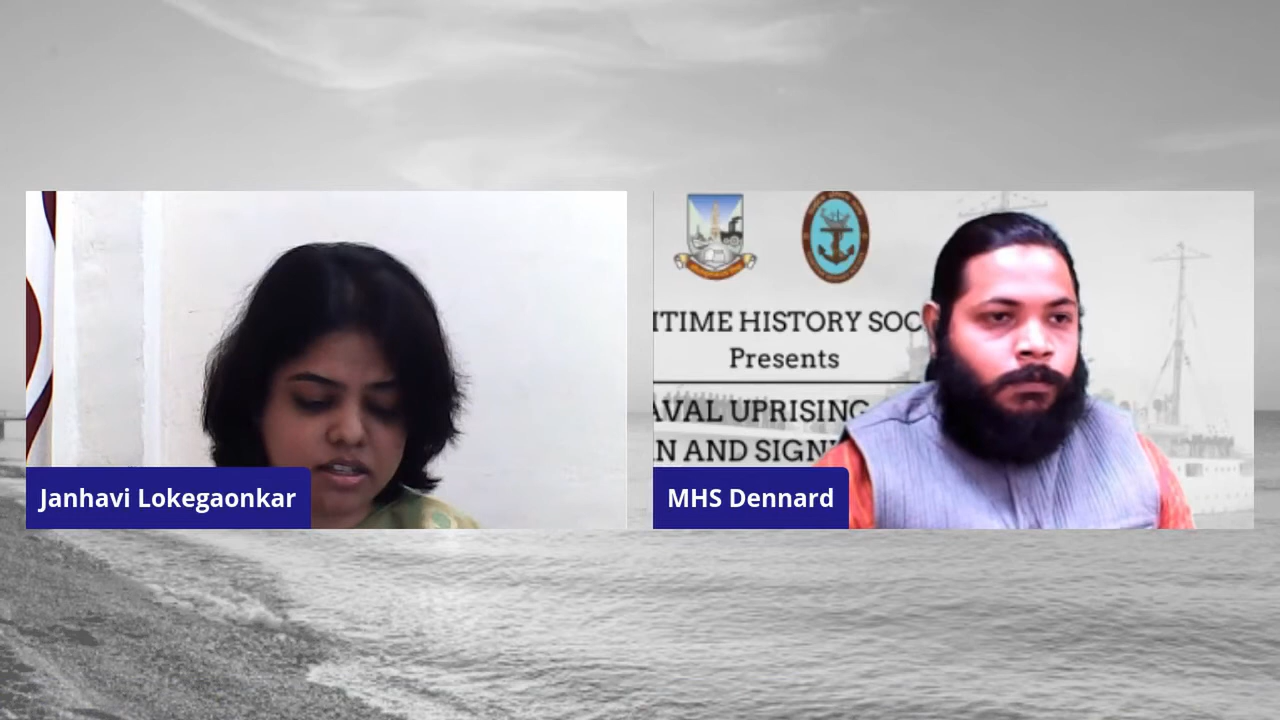 ITIME HISTORY SOC
Presents
AVAL UPRISING
N AND SIGN
Janhavi Lokegaonkar
MHS Dennard